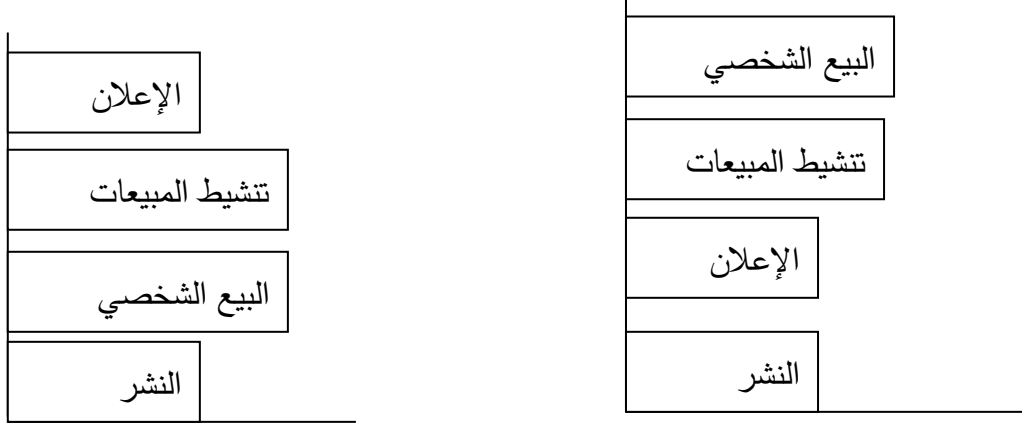 البيع الشخصي
تنشيط المبيعات
الإعلان
النشر
الإعلان
تنشيط المبيعات
البيع الشخصي
النشر